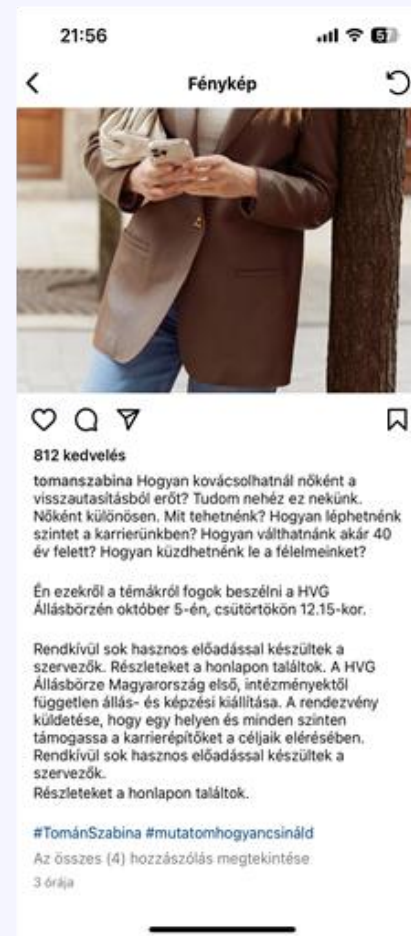 21:56
57
Fénykép
812 kedvelés
tomanszabina Hogyan kovácsolhatnál nőként a
visszautasításból erőt? Tudom nehéz ez nekünk.
Nőként különösen. Mit tehetnénk? Hogyan léphetnénk
szintet a karrierünkben? Hogyan válthatnánk akár 40
év felett? Hogyan küzdhetnénk le a félelmeinket?
Én ezekről a témákról fogok beszélni a HVG
Állásbörzén október 5-én, csütörtökön 12.15-kor.
Rendkívül sok hasznos előadással készültek a
szervezők. Részleteket a honlapon találtok. A HVG
Állásbörze Magyarország első, intézményektől
független állás- és képzési kiállítása. A rendezvény
küldetése, hogy egy helyen és minden szinten
támogassa a karrierépítőket a céljaik elérésében.
Rendkívül sok hasznos előadással készültek a
szervezők.
Részleteket a honlapon találtok.
#TománSzabina #mutatomhogyancsináld
Az összes (4) hozzászólás megtekintése
3 órája